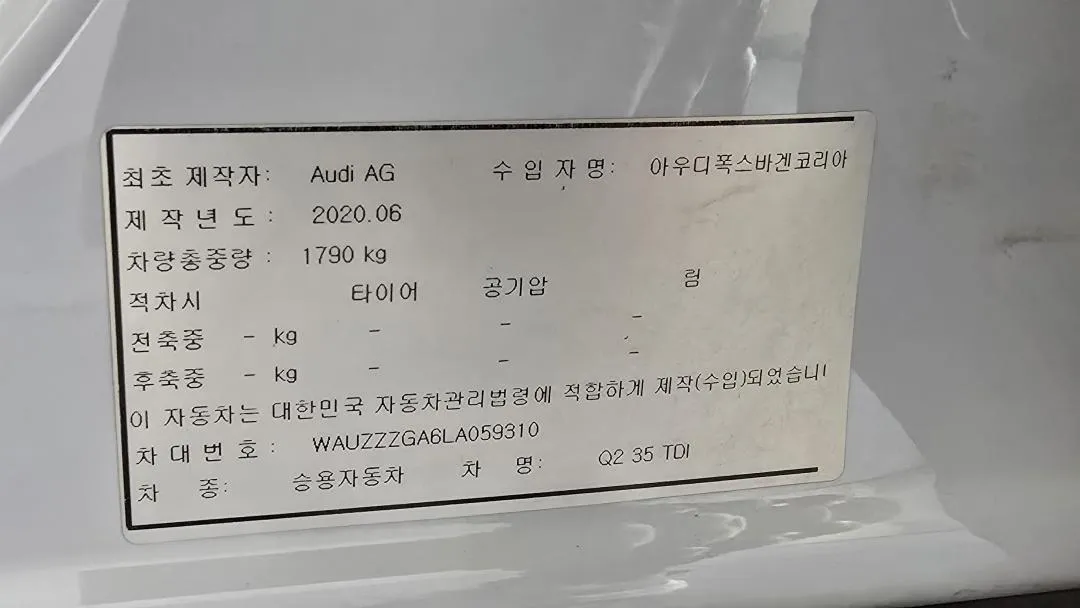 최초 제작자: Audi AG 수 입 자 명: 아우디폭스바겐코리아
제 작 년 도 : 2020.06
차량총중량 : 1790 kg
적차시 타이어 공기압 림
전축중 - kg - - -
후축중 - kg - - -
이 자동차는 대한민국 자동차관리법령에 적합하게 제작(수입)되었습니
차 대 번 호 : WAUZZZGA6LA059310
차 종: 승용자동차 차 명: Q2 35 TDI